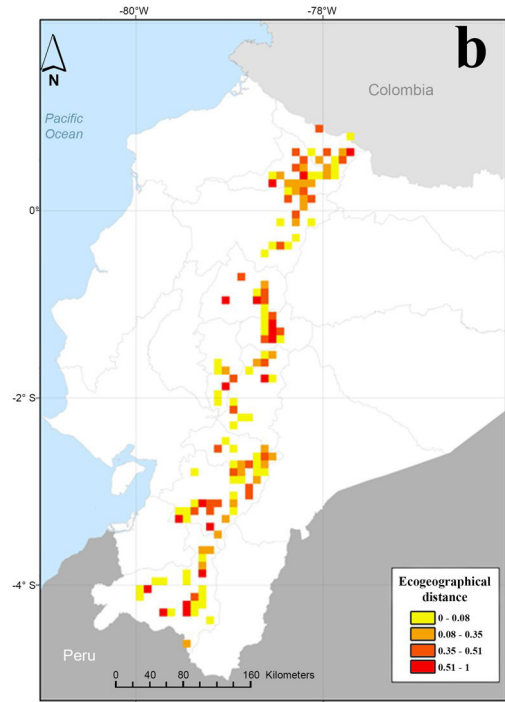 -80°W
-78°W
b
N
Colombia
Pacific
Ocean
0°
-2° S
-4° S
Ecogeographical
distance
0 - 0.08
0.08 - 0.35
0.35 - 0.51
0.51 - 1
Peru
0 40 80 160 Kilometers